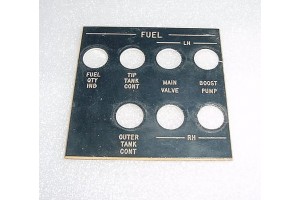 FUEL
LH
FUEL QTY IND
TIP TANK CONT
MAIN VALVE
BOOST PUMP
OUTER TANK CONT
RH